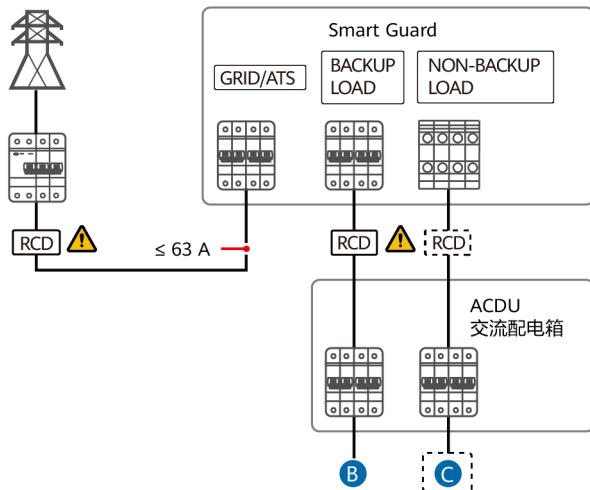 Smart Guard
GRID/ATS
BACKUP
LOAD
NON-BACKUP
LOAD
RCD
≤ 63 A
RCD
RCD
ACDU
交流配电箱
B
C